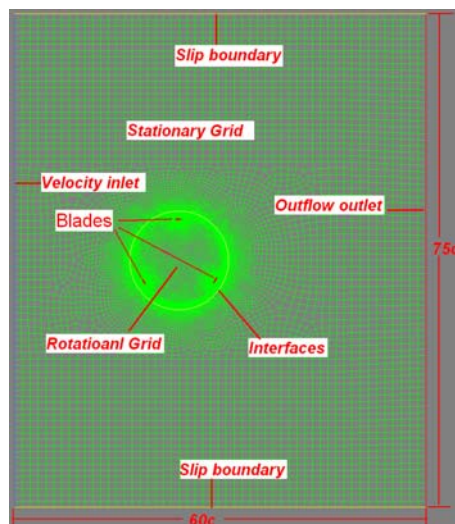 Slip boundary
Stationary Grid
Velocity inlet
Blades
Outflow outlet
75c
Rotatioanl Grid
Interfaces
Slip boundary
60c